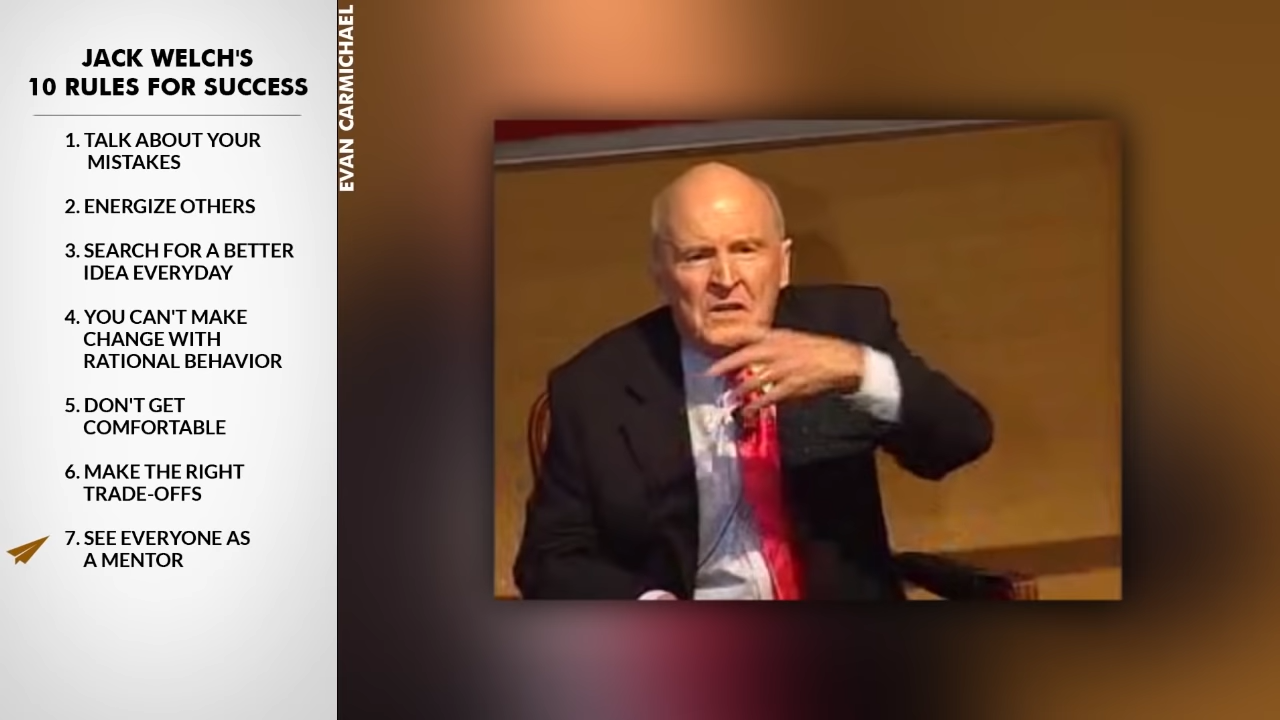 JACK WELCH'S
10 RULES FOR SUCCESS
1. TALK ABOUT YOUR
MISTAKES
2. ENERGIZE OTHERS
3. SEARCH FOR A BETTER
IDEA EVERYDAY
4. YOU CAN'T MAKE
CHANGE WITH
RATIONAL BEHAVIOR
5. DON'T GET
COMFORTABLE
6. MAKE THE RIGHT
TRADE-OFFS
7. SEE EVERYONE AS
A MENTOR
EVAN CARMICHAEL